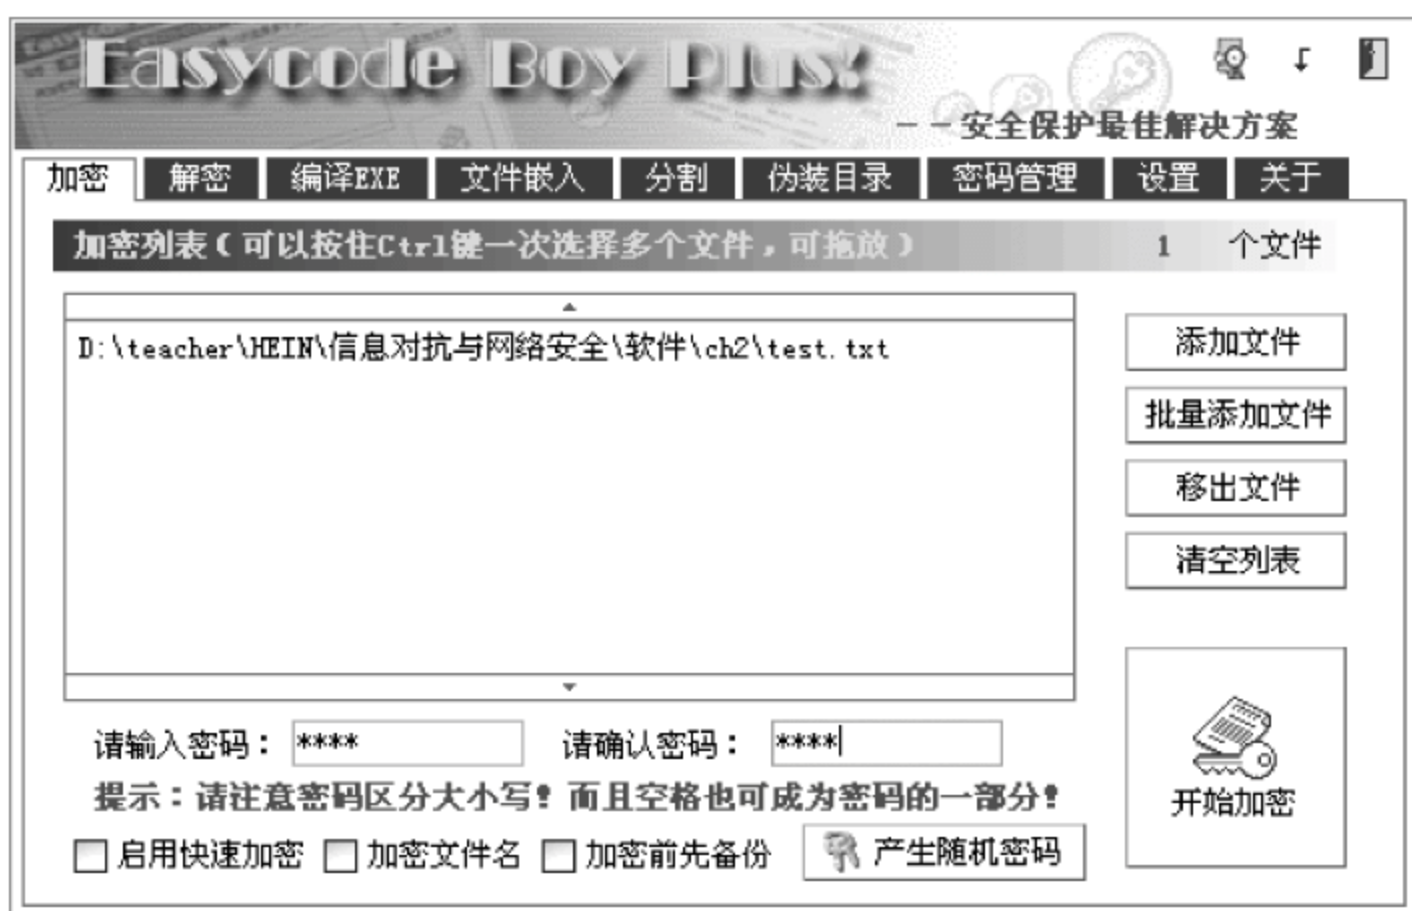 Easycode Boy Plus!
－－安全保护最佳解决方案
加密 解密 编译EXE 文件嵌入 分割 伪装目录 密码管理 设置 关于
加密列表(可以按住Ctrl键一次选择多个文件,可拖放) 1 个文件
D:\teacher\HEIN\信息对抗与网络安全\软件\ch2\test.txt
添加文件
批量添加文件
移出文件
清空列表
请输入密码: **** 请确认密码: ****
提示:请注意密码区分大小写!而且空格也可成为密码的一部分!
开始加密
启用快速加密 加密文件名 加密前先备份 产生随机密码